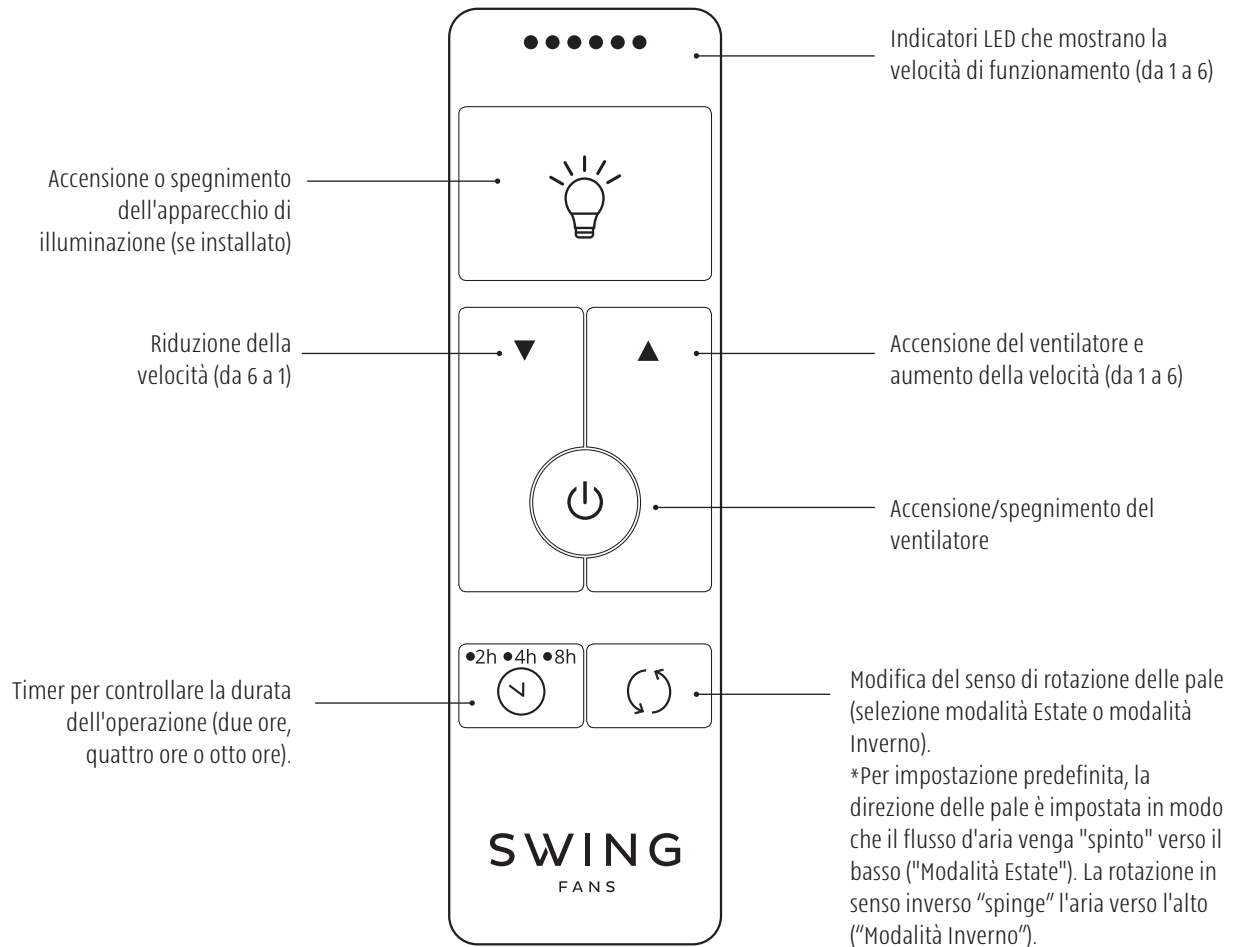 Indicatori LED che mostrano la
velocità di funzionamento (da 1 a 6)
Accensione o spegnimento
dell'apparecchio di
illuminazione (se installato)
Riduzione della
velocità (da 6 a 1)
Accensione del ventilatore e
aumento della velocità (da 1 a 6)
Accensione/spegnimento del
ventilatore
2h 4h 8h
Timer per controllare la durata
dell'operazione (due ore,
quattro ore o otto ore).
Modifica del senso di rotazione delle pale
(selezione modalità Estate o modalità
Inverno).
*Per impostazione predefinita, la
direzione delle pale è impostata in modo
che il flusso d'aria venga "spinto" verso il
basso ("Modalità Estate"). La rotazione in
senso inverso “spinge” l'aria verso l'alto
(“Modalità Inverno”).
SWING
FANS